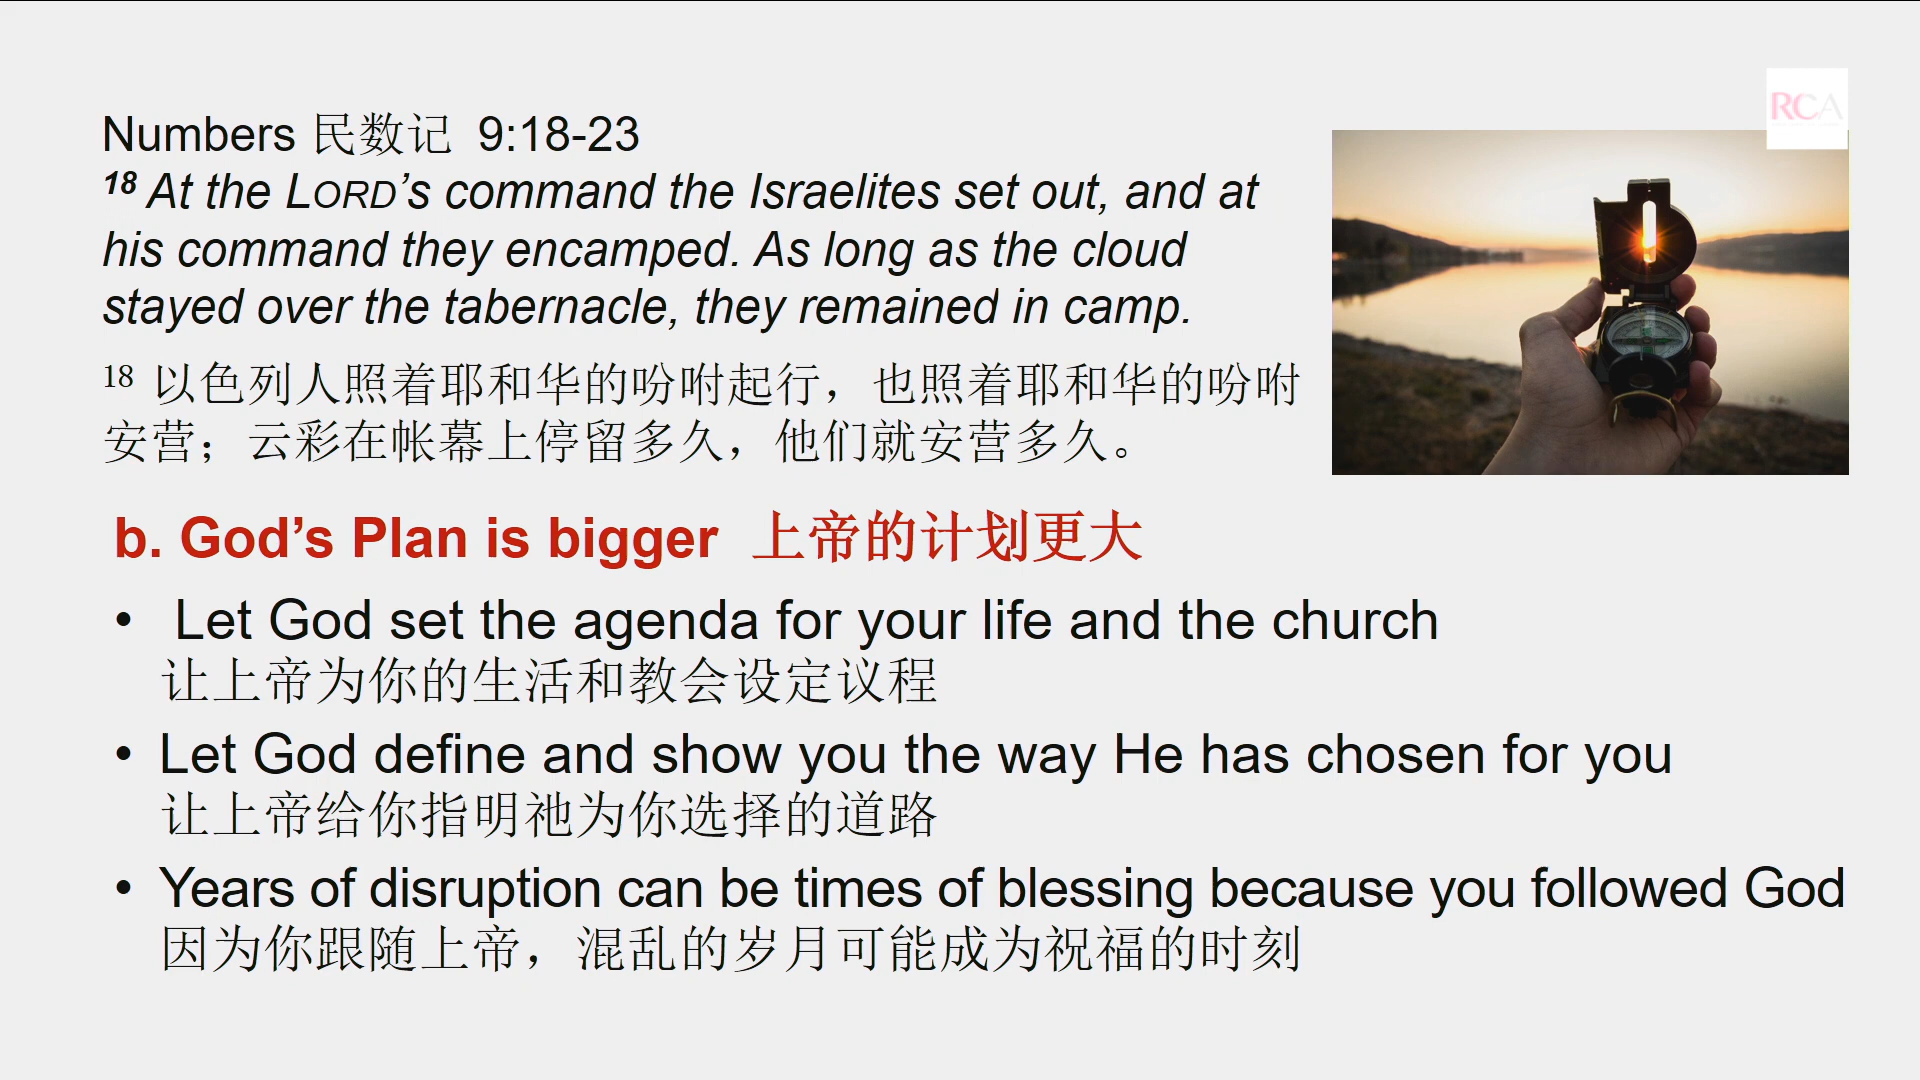 RCA
Numbers 民数记 9:18-23
18 At the LORD’s command the Israelites set out, and at
his command they encamped. As long as the cloud
stayed over the tabernacle, they remained in camp.
18 以色列人照着耶和华的吩咐起行，也照着耶和华的吩咐
安营；云彩在帐幕上停留多久，他们就安营多久。
b. God’s Plan is bigger 上帝的计划更大
• Let God set the agenda for your life and the church
让上帝为你的生活和教会设定议程
• Let God define and show you the way He has chosen for you
让上帝给你指明祂为你选择的道路
• Years of disruption can be times of blessing because you followed God
因为你跟随上帝，混乱的岁月可能成为祝福的时刻